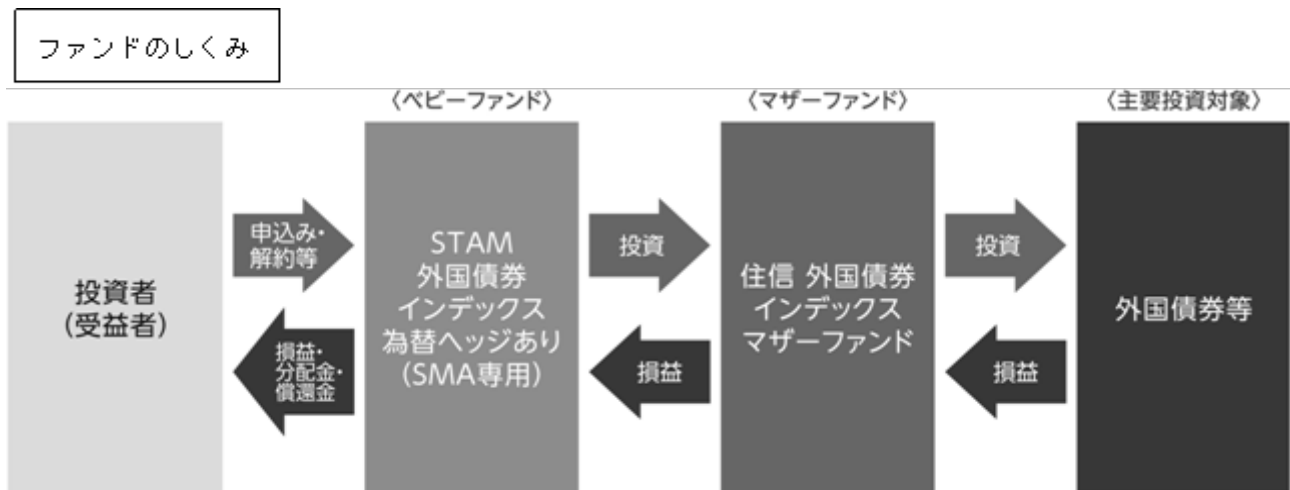 ファンドのしくみ
〈ベビーファンド〉
〈マザーファンド〉
〈主要投資対象〉
投資者
(受益者)
申込み・
解約等
損益・
分配金・
償還金
STAM
外国債券
インデックス
為替ヘッジあり
(SMA専用)
投資
損益
住信 外国債券
インデックス
マザーファンド
投資
損益
外国債券等